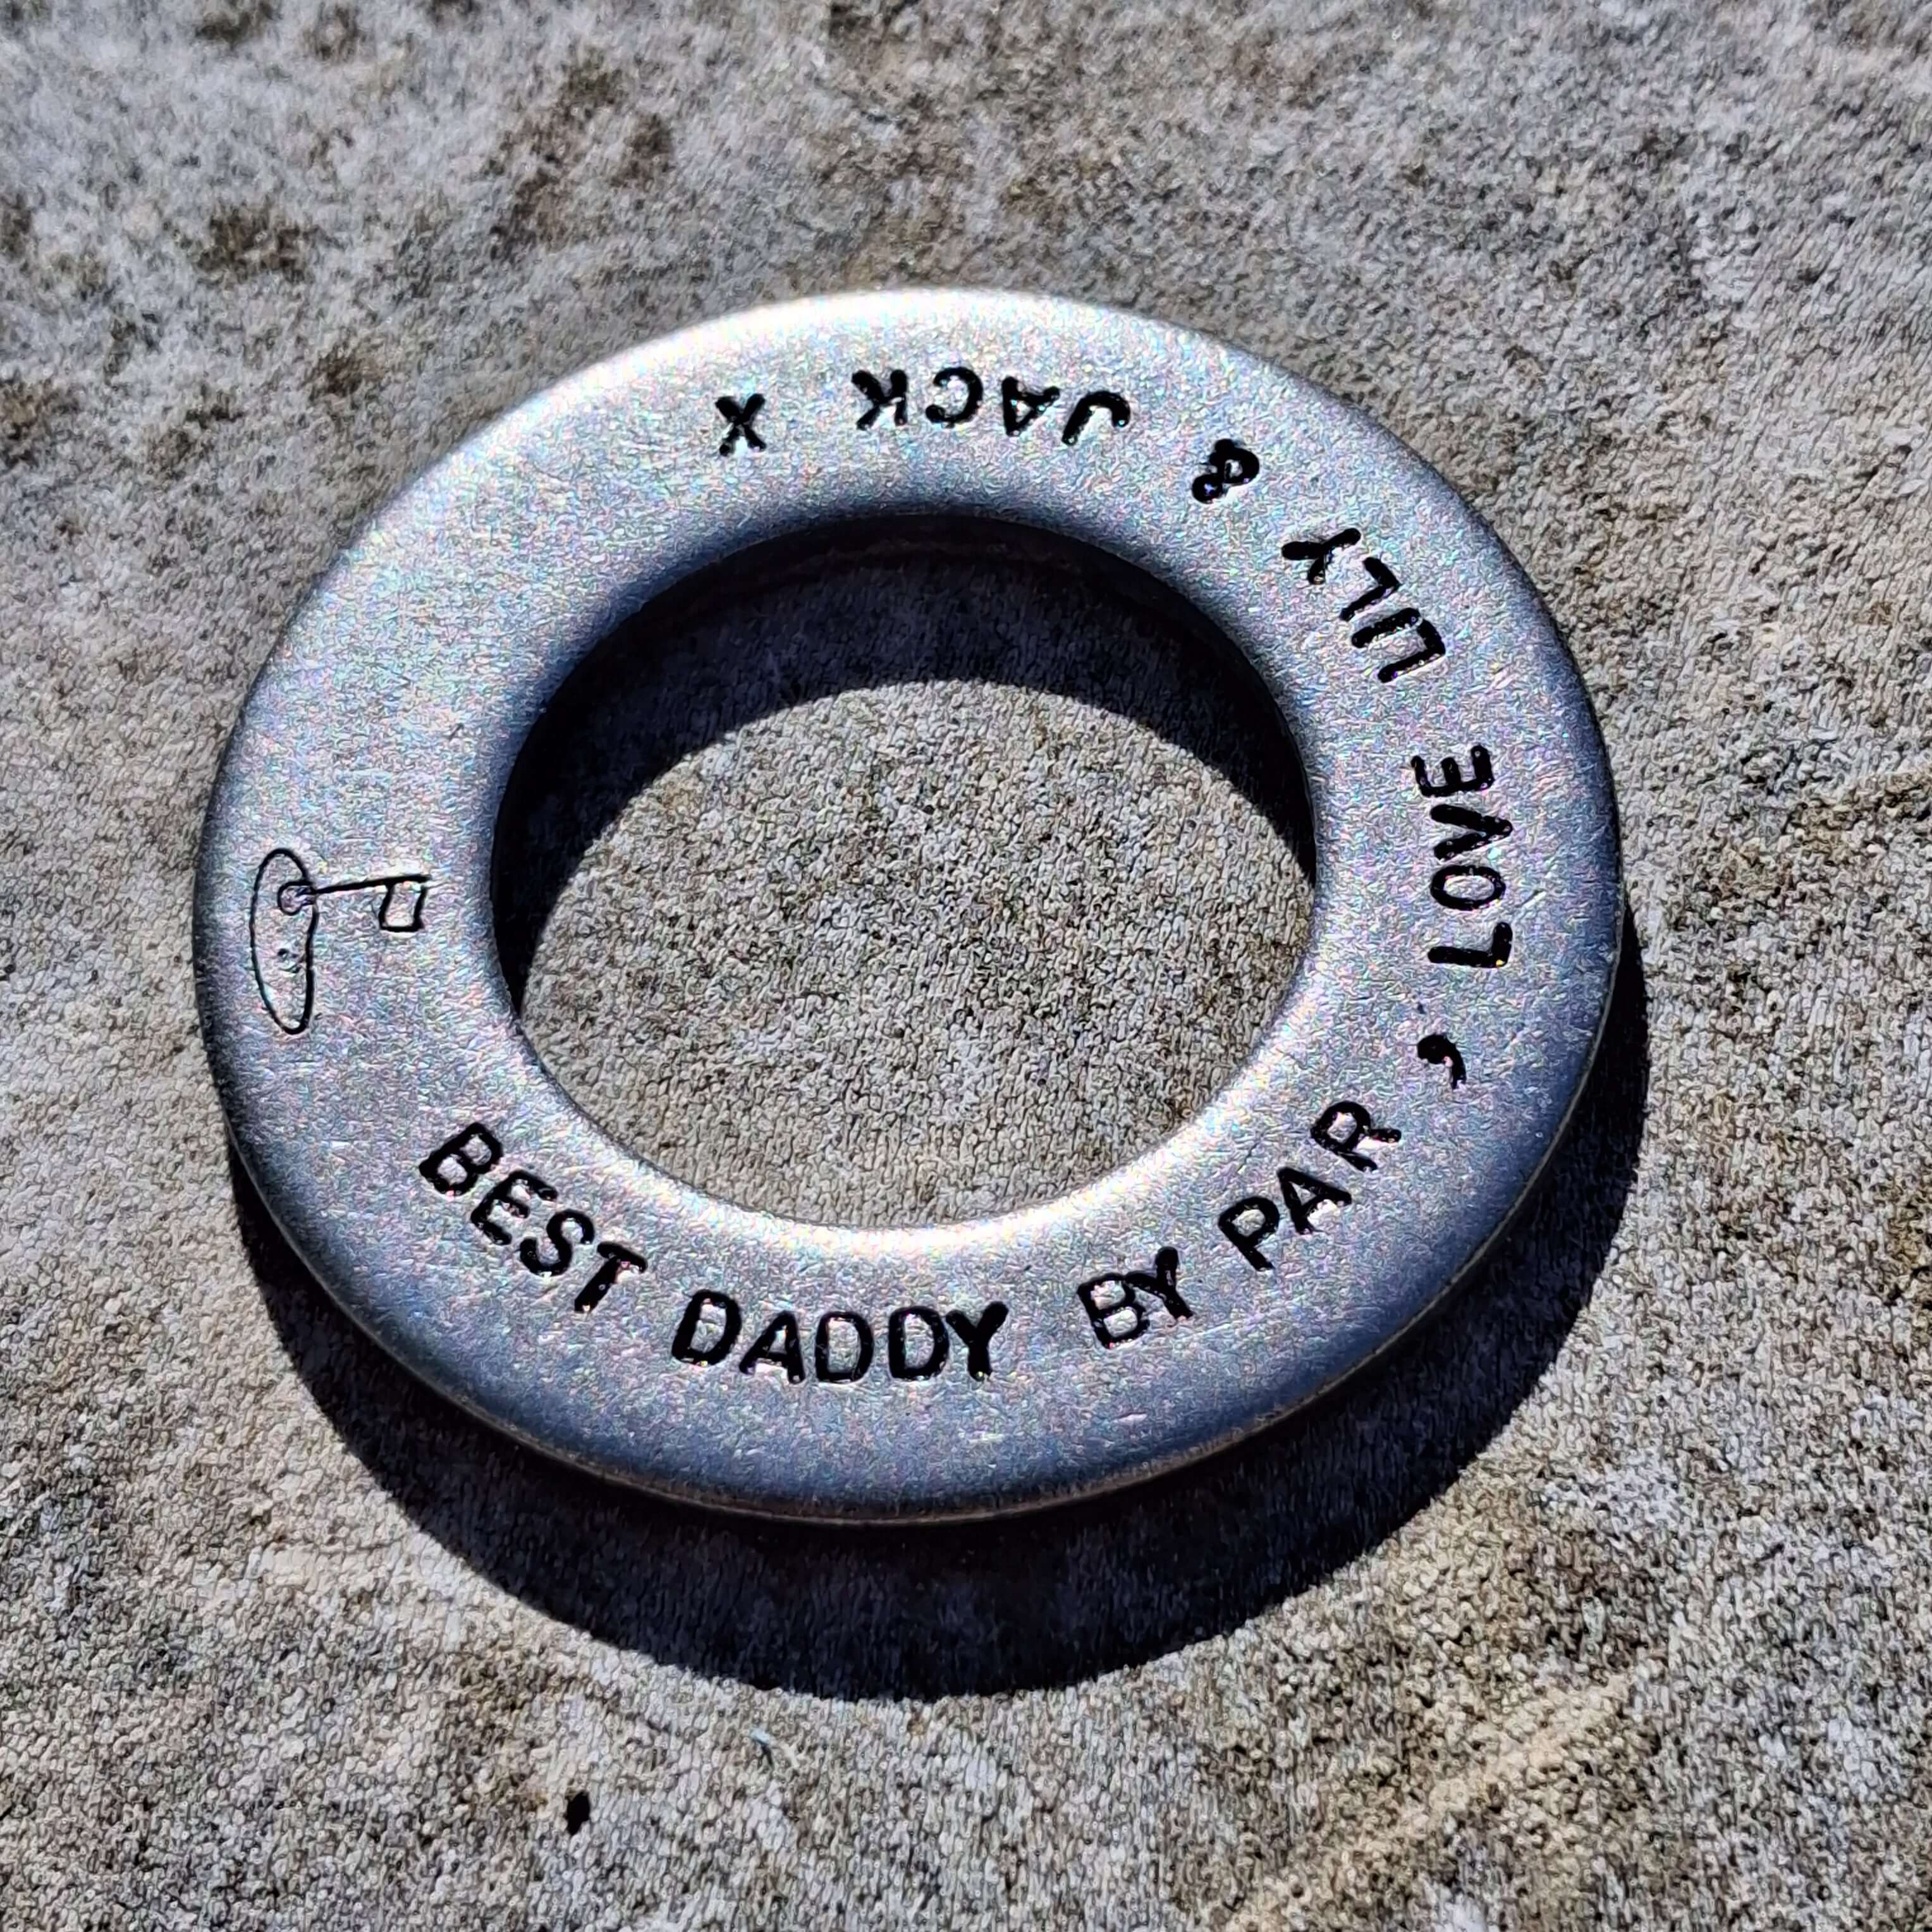 BEST DADDY BY PAR , LOVE LILY & JACK X